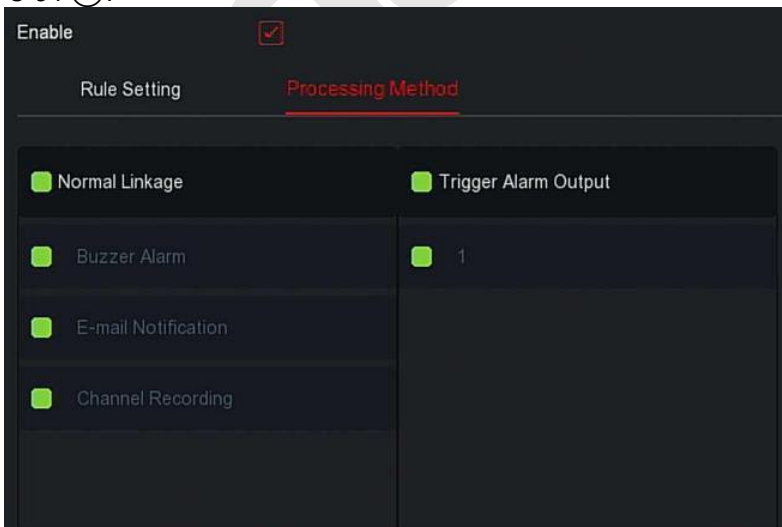 Enable
Rule Setting
Processing Method
Normal Linkage
Trigger Alarm Output
Buzzer Alarm
1
E-mail Notification
Channel Recording